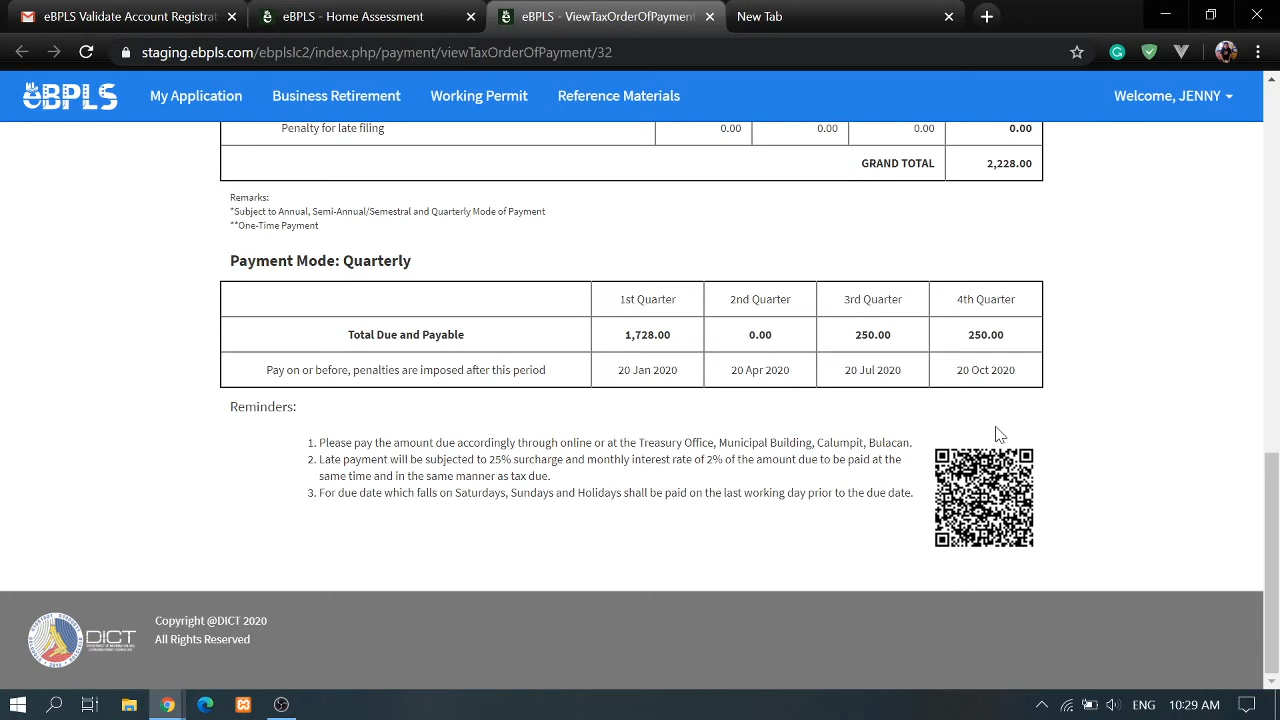 eBPLS Validate Account Registrat
eBPLS - Home Assessment
eBPLS - ViewTaxOrderOfPayment
New Tab
staging.ebpls.com/ebplslc2/index.php/payment/viewTaxOrderOfPayment/32
eBPLS
My Application
Business Retirement
Working Permit
Reference Materials
Welcome, JENNY
Penalty for late filing 0.00 0.00 0.00 0.00
GRAND TOTAL 2,228.00
Remarks:
*Subject to Annual, Semi-Annual/Semestral and Quarterly Mode of Payment
**One-Time Payment
Payment Mode: Quarterly
1st Quarter 2nd Quarter 3rd Quarter 4th Quarter
Total Due and Payable 1,728.00 0.00 250.00 250.00
Pay on or before, penalties are imposed after this period 20 Jan 2020 20 Apr 2020 20 Jul 2020 20 Oct 2020
Reminders:
1. Please pay the amount due accordingly through online or at the Treasury Office, Municipal Building, Calumpit, Bulacan.
2. Late payment will be subjected to 25% surcharge and monthly interest rate of 2% of the amount due to be paid at the
same time and in the same manner as tax due.
3. For due date which falls on Saturdays, Sundays and Holidays shall be paid on the last working day prior to the due date.
DICT
Copyright @DICT 2020
All Rights Reserved
ENG
10:29 AM